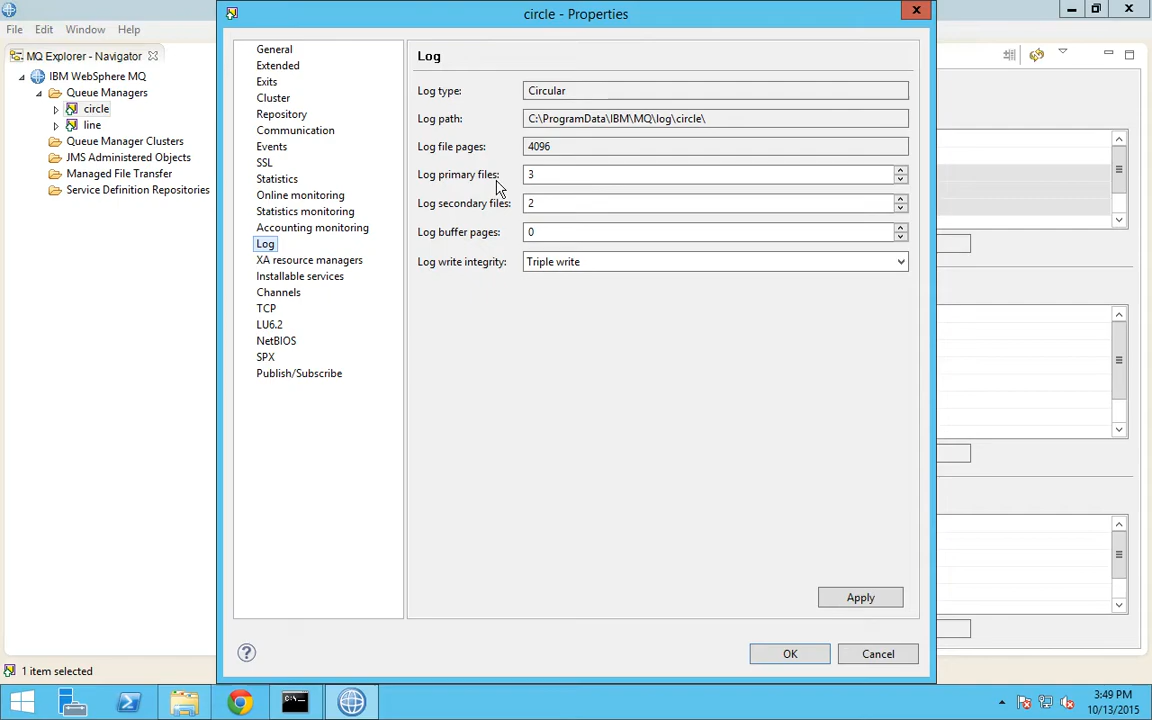 circle - Properties
File Edit Window Help
MQ Explorer - Navigator
IBM WebSphere MQ
Queue Managers
circle
line
Queue Manager Clusters
JMS Administered Objects
Managed File Transfer
Service Definition Repositories
General
Extended
Exits
Cluster
Repository
Communication
Events
SSL
Statistics
Online monitoring
Statistics monitoring
Accounting monitoring
Log
XA resource managers
Installable services
Channels
TCP
LU6.2
NetBIOS
SPX
Publish/Subscribe
Log
Log type: Circular
Log path: C:\ProgramData\IBM\MQ\log\circle\
Log file pages: 4096
Log primary files: 3
Log secondary files: 2
Log buffer pages: 0
Log write integrity: Triple write
Apply
OK Cancel
1 item selected
3:49 PM
10/13/2015